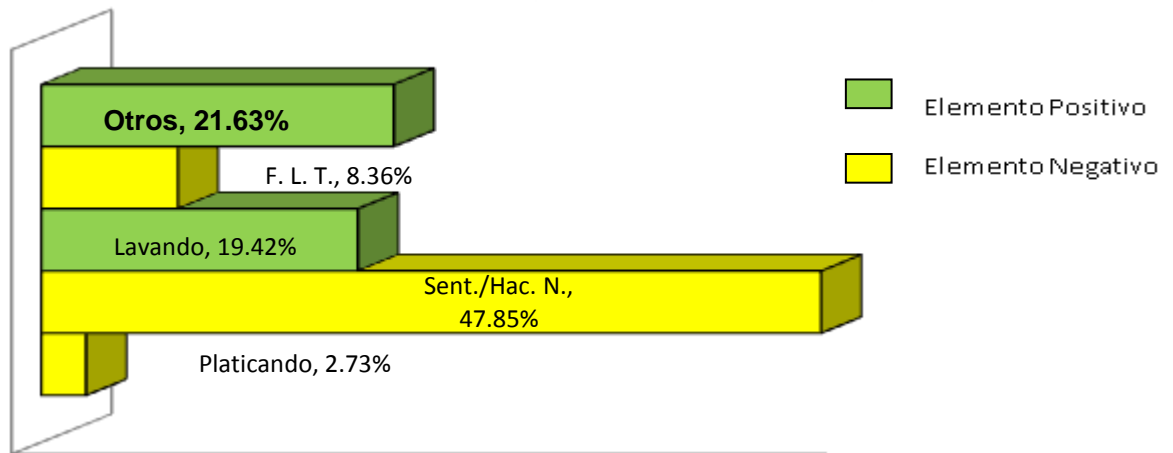 Otros, 21.63%
F. L. T., 8.36%
Lavando, 19.42%
Sent./Hac. N.,
47.85%
Platicando, 2.73%
Elemento Positivo
Elemento Negativo